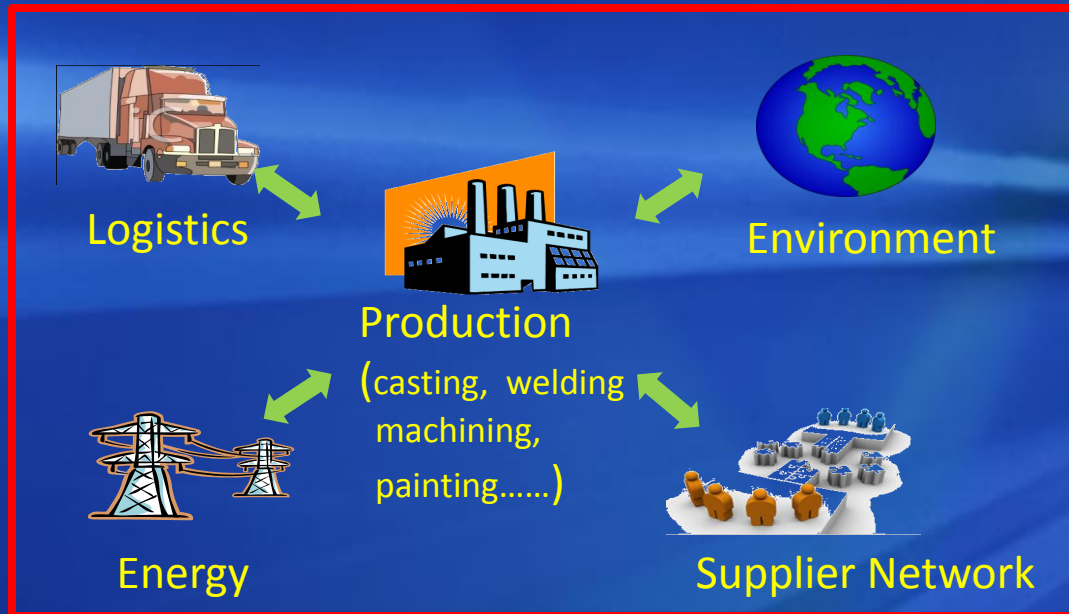 Logistics
Environment
Production
(casting, welding
machining,
painting……)
Energy
Supplier Network